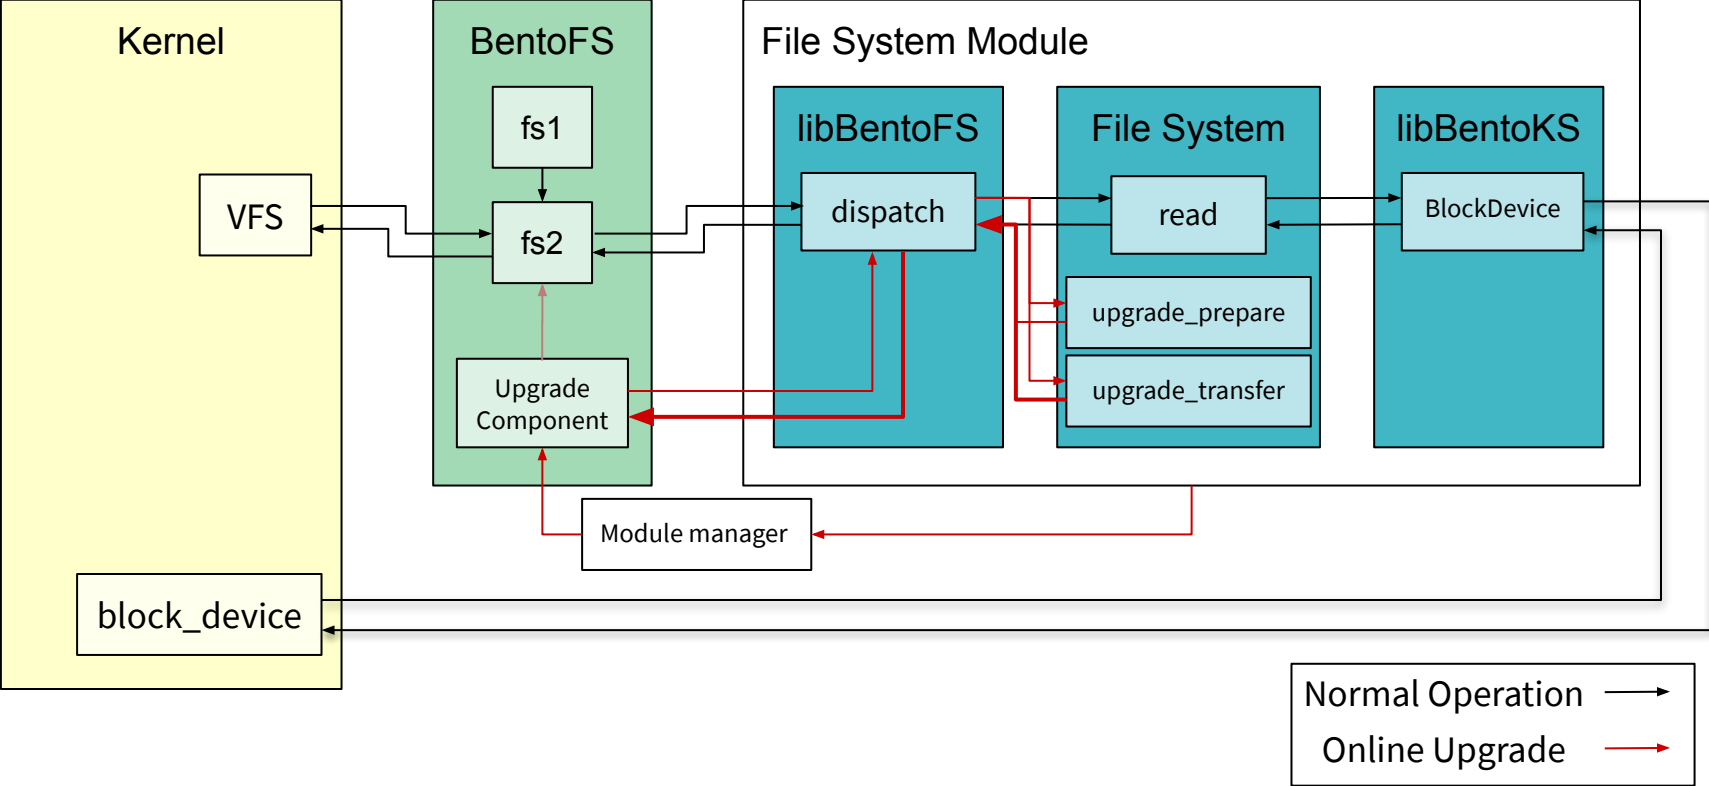 Kernel
BentoFS
File System Module
fs1
libBentoFS
File System
libBentoKS
VFS
fs2
dispatch
read
BlockDevice
upgrade_prepare
Upgrade
Component
upgrade_transfer
Module manager
block_device
Normal Operation
Online Upgrade